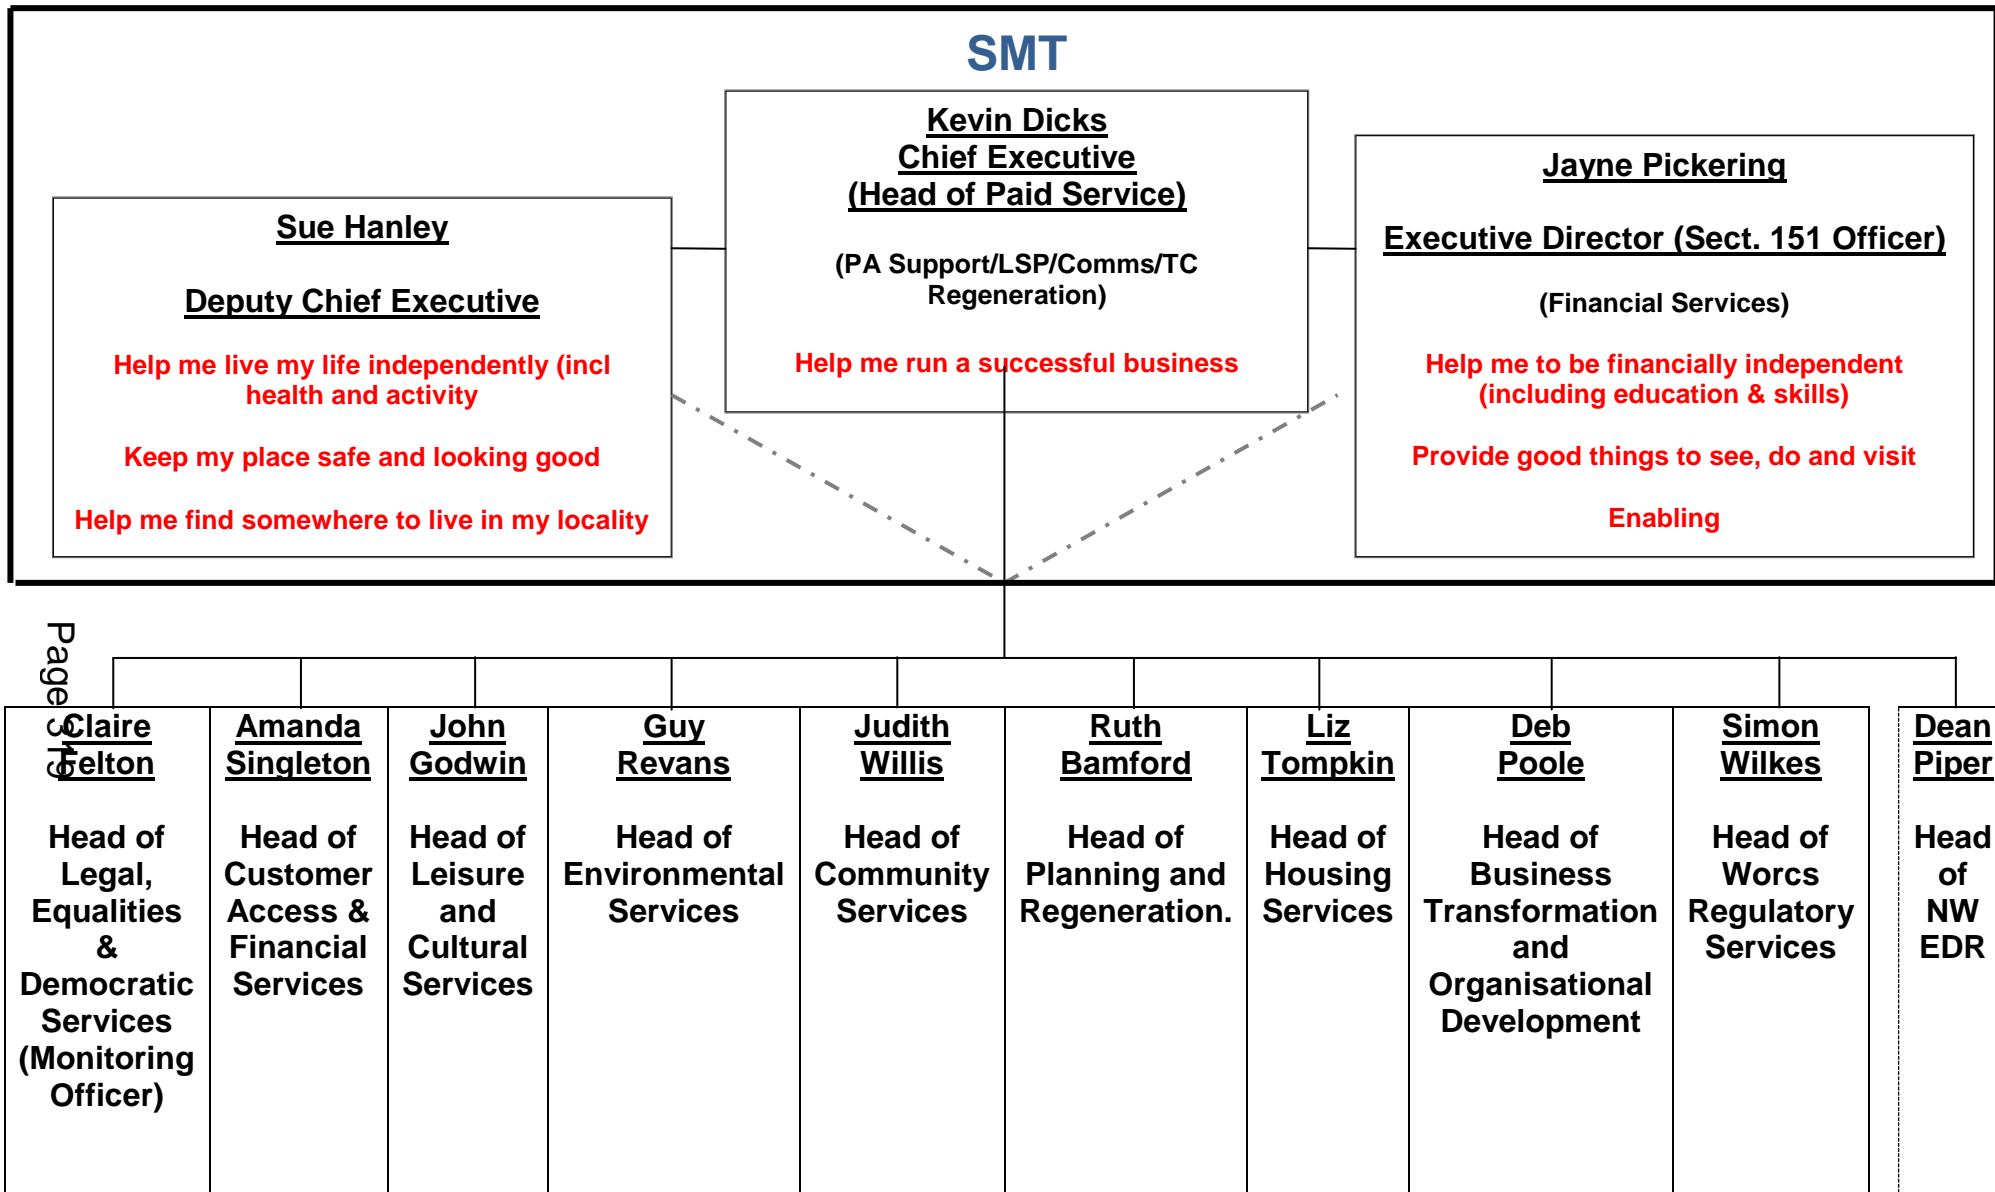 SMT
Sue Hanley
Deputy Chief Executive
Help me live my life independently (incl
health and activity
Keep my place safe and looking good
Help me find somewhere to live in my locality
Kevin Dicks
Chief Executive
(Head of Paid Service)
(PA Support/LSP/Comms/TC
Regeneration)
Help me run a successful business
Jayne Pickering
Executive Director (Sect. 151 Officer)
(Financial Services)
Help me to be financially independent
(including education & skills)
Provide good things to see, do and visit
Enabling
Page 319
Claire
Felton
Head of
Legal,
Equalities
&
Democratic
Services
(Monitoring
Officer)
Amanda
Singleton
Head of
Customer
Access &
Financial
Services
John
Godwin
Head of
Leisure
and
Cultural
Services
Guy
Revans
Head of
Environmental
Services
Judith
Willis
Head of
Community
Services
Ruth
Bamford
Head of
Planning and
Regeneration.
Liz
Tompkin
Head of
Housing
Services
Deb
Poole
Head of
Business
Transformation
and
Organisational
Development
Simon
Wilkes
Head of
Worcs
Regulatory
Services
Dean
Piper
Head
of
NW
EDR